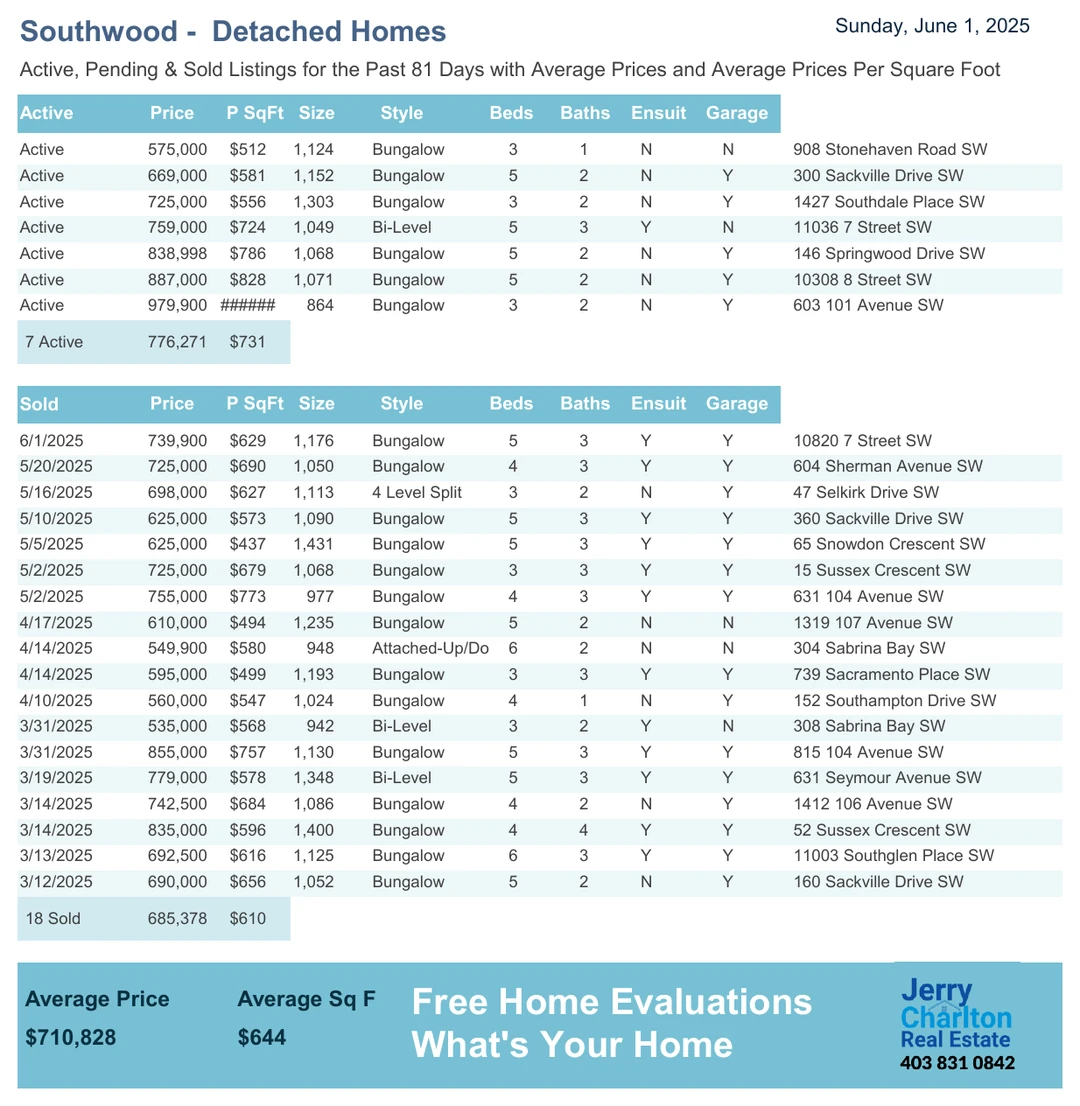 Southwood - Detached Homes
Sunday, June 1, 2025
Active, Pending & Sold Listings for the Past 81 Days with Average Prices and Average Prices Per Square Foot
Active Price P SqFt Size Style Beds Baths Ensuit Garage
Active 575,000 $512 1,124 Bungalow 3 1 N N 908 Stonehaven Road SW
Active 669,000 $581 1,152 Bungalow 5 2 N Y 300 Sackville Drive SW
Active 725,000 $556 1,303 Bungalow 3 2 N Y 1427 Southdale Place SW
Active 759,000 $724 1,049 Bi-Level 5 3 Y N 11036 7 Street SW
Active 838,998 $786 1,068 Bungalow 5 2 N Y 146 Springwood Drive SW
Active 887,000 $828 1,071 Bungalow 5 2 N Y 10308 8 Street SW
Active 979,900 ###### 864 Bungalow 3 2 N Y 603 101 Avenue SW
7 Active 776,271 $731
Sold Price P SqFt Size Style Beds Baths Ensuit Garage
6/1/2025 739,900 $629 1,176 Bungalow 5 3 Y Y 10820 7 Street SW
5/20/2025 725,000 $690 1,050 Bungalow 4 3 Y Y 604 Sherman Avenue SW
5/16/2025 698,000 $627 1,113 4 Level Split 3 2 N Y 47 Selkirk Drive SW
5/10/2025 625,000 $573 1,090 Bungalow 5 3 Y Y 360 Sackville Drive SW
5/5/2025 625,000 $437 1,431 Bungalow 5 3 Y Y 65 Snowdon Crescent SW
5/2/2025 725,000 $679 1,068 Bungalow 3 3 Y Y 15 Sussex Crescent SW
5/2/2025 755,000 $773 977 Bungalow 4 3 Y Y 631 104 Avenue SW
4/17/2025 610,000 $494 1,235 Bungalow 5 2 N N 1319 107 Avenue SW
4/14/2025 549,900 $580 948 Attached-Up/Do 6 2 N N 304 Sabrina Bay SW
4/14/2025 595,000 $499 1,193 Bungalow 3 3 Y Y 739 Sacramento Place SW
4/10/2025 560,000 $547 1,024 Bungalow 4 1 N Y 152 Southampton Drive SW
3/31/2025 535,000 $568 942 Bi-Level 3 2 Y N 308 Sabrina Bay SW
3/31/2025 855,000 $757 1,130 Bungalow 5 3 Y Y 815 104 Avenue SW
3/19/2025 779,000 $578 1,348 Bi-Level 5 3 Y Y 631 Seymour Avenue SW
3/14/2025 742,500 $684 1,086 Bungalow 4 2 N Y 1412 106 Avenue SW
3/14/2025 835,000 $596 1,400 Bungalow 4 4 Y Y 52 Sussex Crescent SW
3/13/2025 692,500 $616 1,125 Bungalow 6 3 Y Y 11003 Southglen Place SW
3/12/2025 690,000 $656 1,052 Bungalow 5 2 N Y 160 Sackville Drive SW
18 Sold 685,378 $610
Average Price Average Sq F
$710,828 $644
Free Home Evaluations
What's Your Home
Jerry
Charlton
Real Estate
403 831 0842